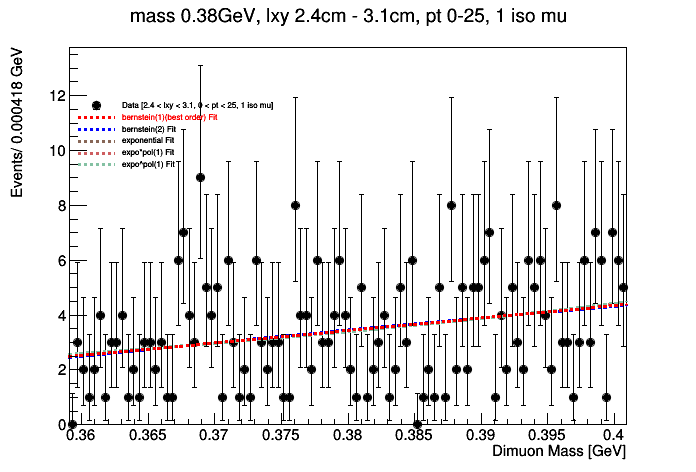 mass 0.38GeV, lxy 2.4cm - 3.1cm, pt 0-25, 1 iso mu
Events/ 0.000418 GeV
Data [2.4 < lxy < 3.1, 0 < pt < 25, 1 iso mu]
bernstein(1)(best order) Fit
bernstein(2) Fit
exponential Fit
expo*pol(1) Fit
expo^pol(1) Fit
12
10
8
6
4
2
0
0.36 0.365 0.37 0.375 0.38 0.385 0.39 0.395 0.4
Dimuon Mass [GeV]